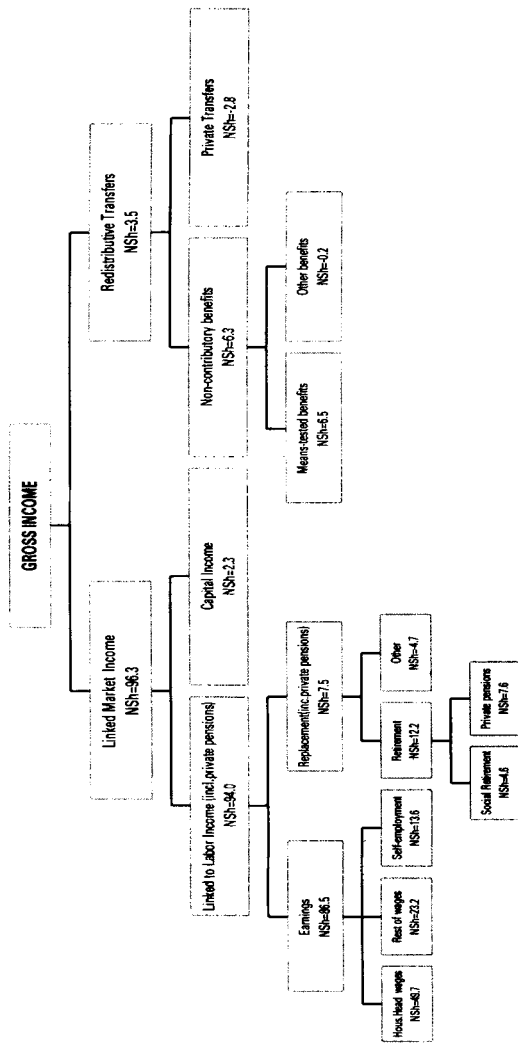 GROSS INCOME
Linked Market Income
NSh=96.3
Redistributive Transfers
NSh=3.5
Linked to Labor Income (incl.private pensions)
NSh=94.0
Capital Income
NSh=2.3
Non-contributory benefits
NSh=6.3
Private Transfers
NSh=-2.8
Earnings
NSh=86.5
Replacement(inc.private pensions)
NSh=7.5
Means-tested benefits
NSh=6.5
Other benefits
NSh=-0.2
Hous.Head wages
NSh=49.7
Rest of wages
NSh=23.2
Self-employment
NSh=13.6
Retirement
NSh=12.2
Other
NSh=-4.7
Social Retirement
NSh=4.6
Private pensions
NSh=7.6